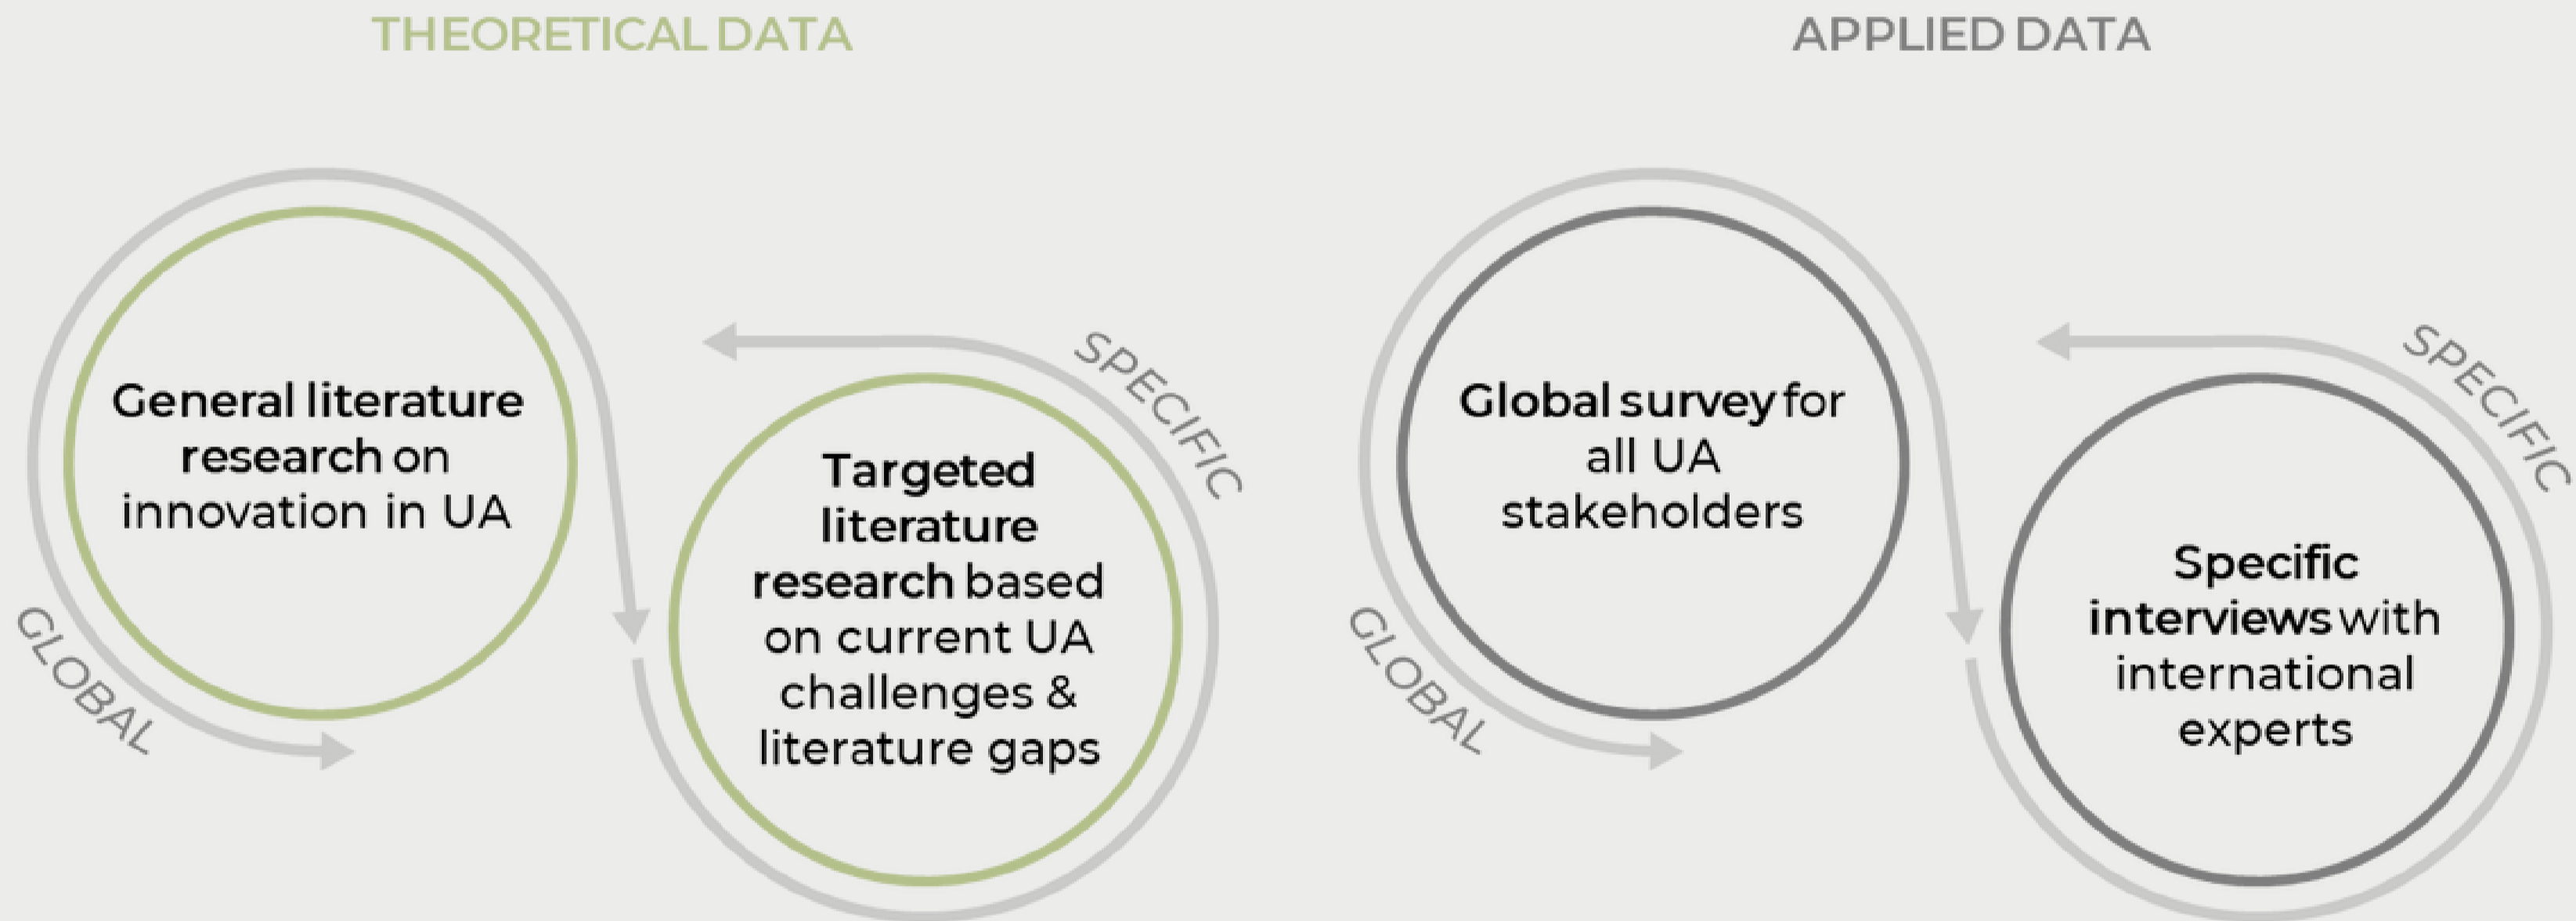 THEORETICAL DATA
General literature
research on
innovation in UA
GLOBAL
SPECIFIC
Targeted
literature
research based
on current UA
challenges &
literature gaps
APPLIED DATA
Global survey for
all UA
stakeholders
GLOBAL
SPECIFIC
Specific
interviews with
international
experts